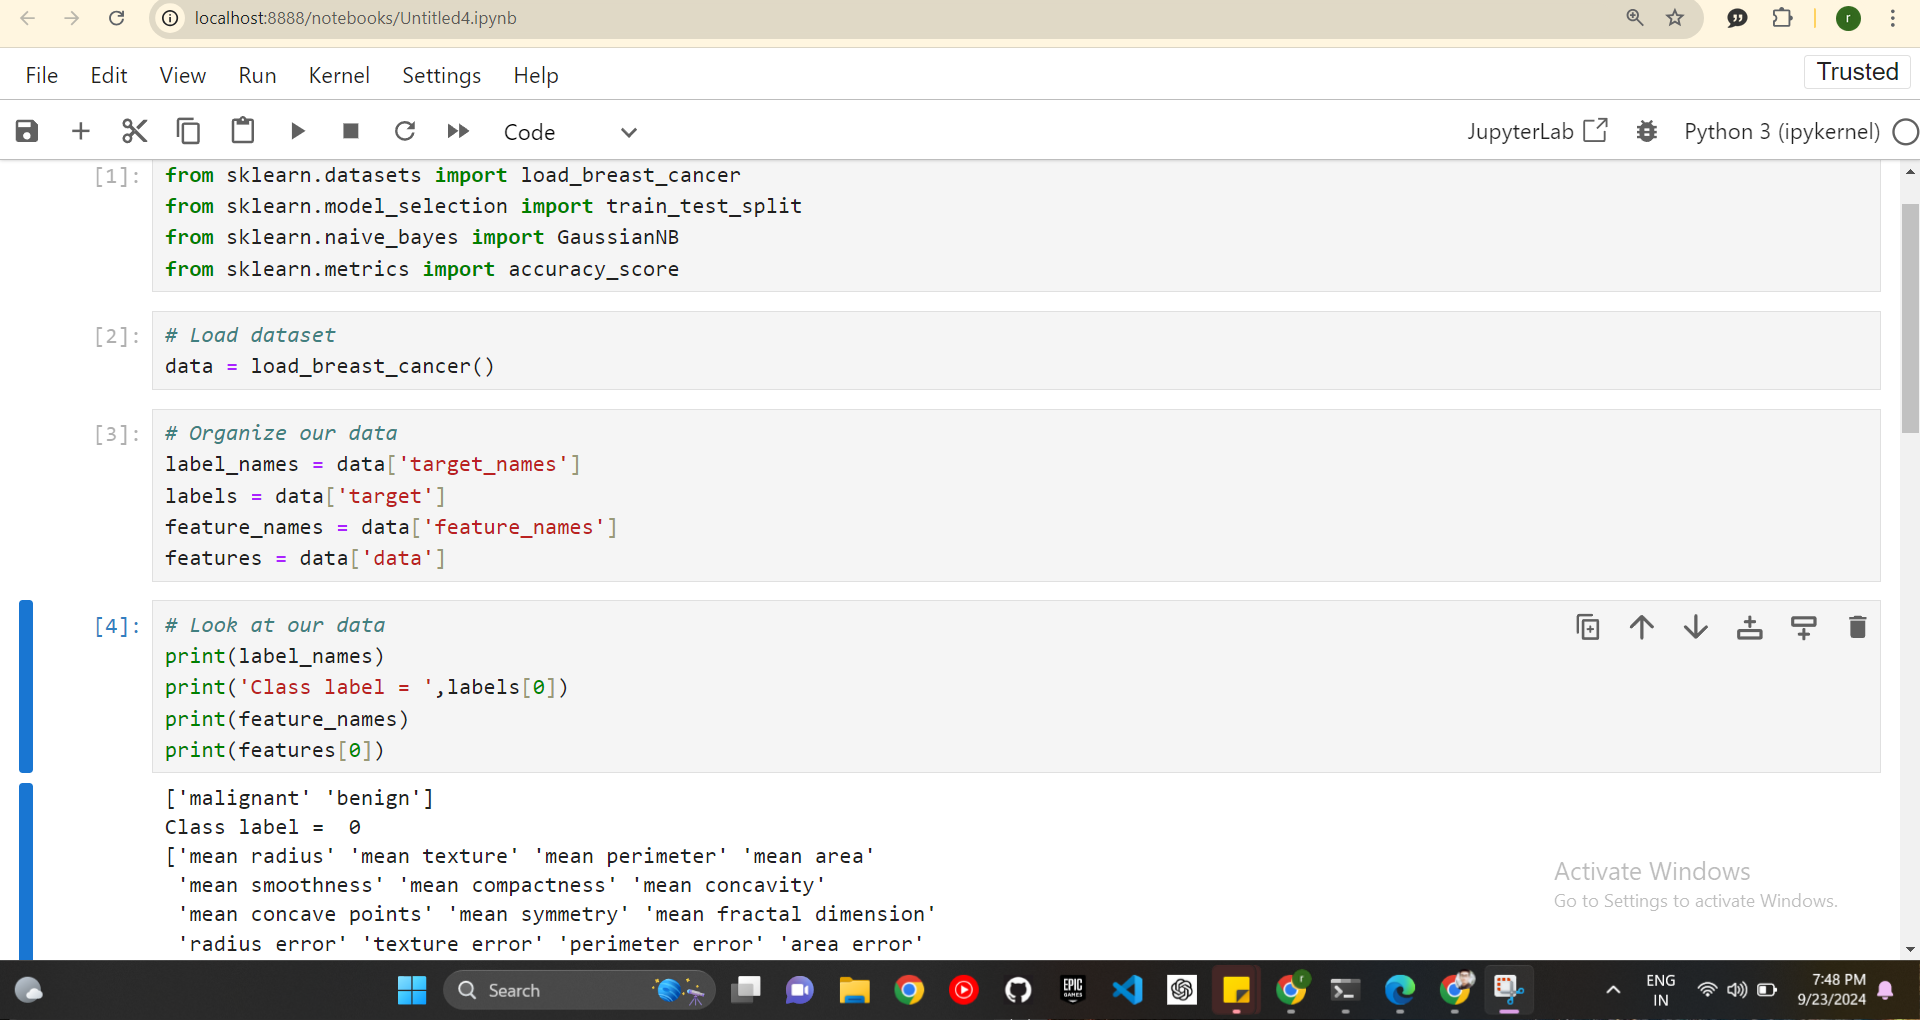 localhost:8888/notebooks/Untitled4.ipynb
r
File Edit View Run Kernel Settings Help
Trusted
Code
JupyterLab
Python 3 (ipykernel)
[1]:
from sklearn.datasets import load_breast_cancer
from sklearn.model_selection import train_test_split
from sklearn.naive_bayes import GaussianNB
from sklearn.metrics import accuracy_score
[2]:
# Load dataset
data = load_breast_cancer()
[3]:
# Organize our data
label_names = data['target_names']
labels = data['target']
feature_names = data['feature_names']
features = data['data']
[4]:
# Look at our data
print(label_names)
print('Class label = ',labels[0])
print(feature_names)
print(features[0])
['malignant' 'benign']
Class label =  0
['mean radius' 'mean texture' 'mean perimeter' 'mean area'
 'mean smoothness' 'mean compactness' 'mean concavity'
 'mean concave points' 'mean symmetry' 'mean fractal dimension'
 'radius error' 'texture error' 'perimeter error' 'area error'
Activate Windows
Go to Settings to activate Windows.
Search
EPIC
GAMES
r
ENG
IN
7:48 PM
9/23/2024